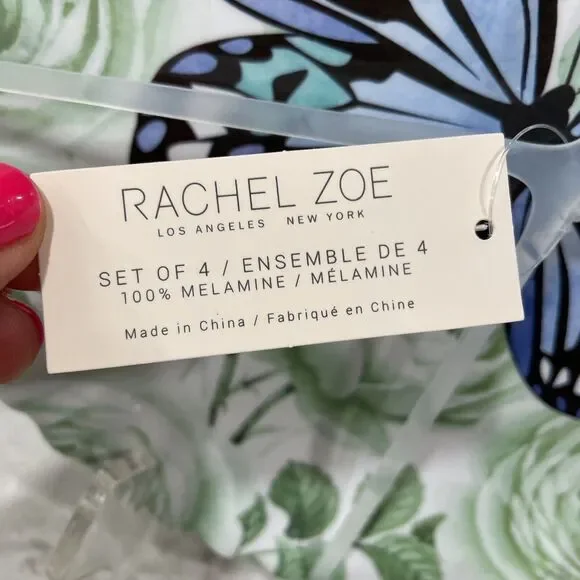 RACHEL ZOE
LOS ANGELES NEW YORK
SET OF 4 / ENSEMBLE DE 4
100% MELAMINE / MÉLAMINE
Made in China / Fabriqué en Chine